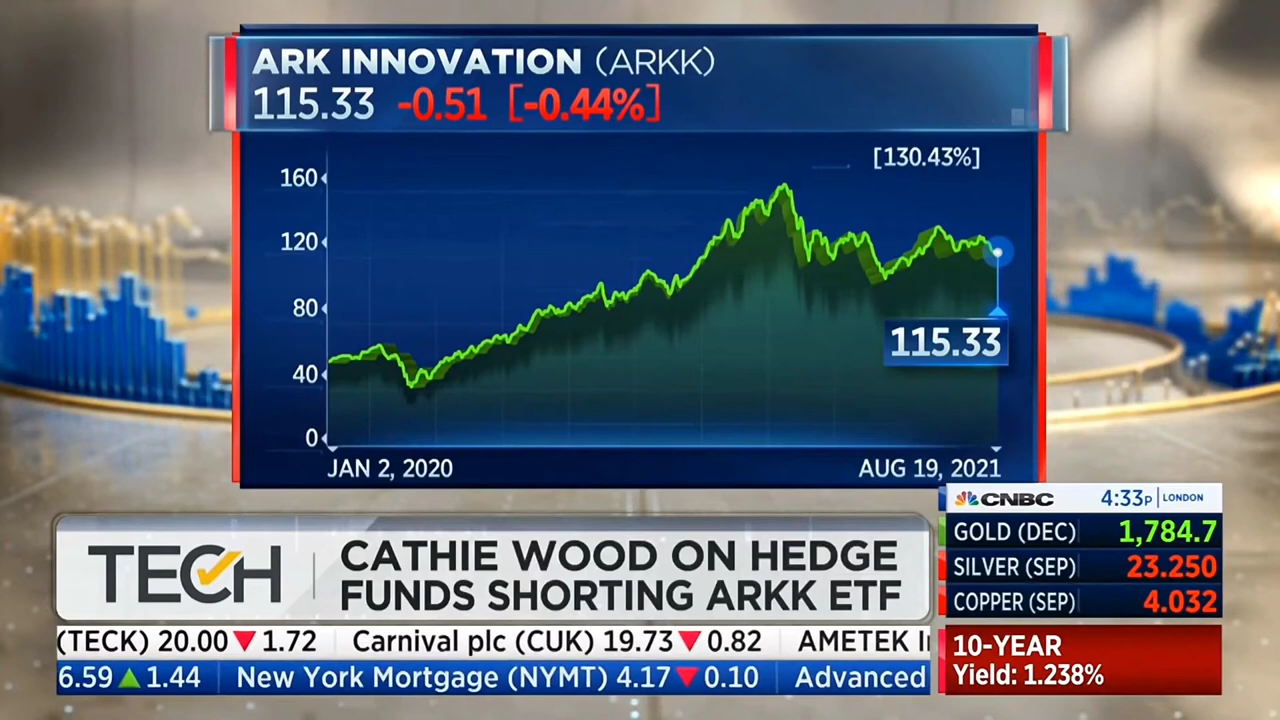 ARK INNOVATION (ARKK)
115.33 -0.51 [-0.44%]
[130.43%]
160
120
80
40
0
115.33
JAN 2, 2020 AUG 19, 2021
CNBC 4:33P LONDON
GOLD (DEC) 1,784.7
SILVER (SEP) 23.250
COPPER (SEP) 4.032
10-YEAR
Yield: 1.238%
TECH
CATHIE WOOD ON HEDGE
FUNDS SHORTING ARKK ETF
(TECK) 20.00 ▼ 1.72 Carnival plc (CUK) 19.73 ▼ 0.82 AMETEK I
6.59 ▲ 1.44 New York Mortgage (NYMT) 4.17 ▼ 0.10 Advanced